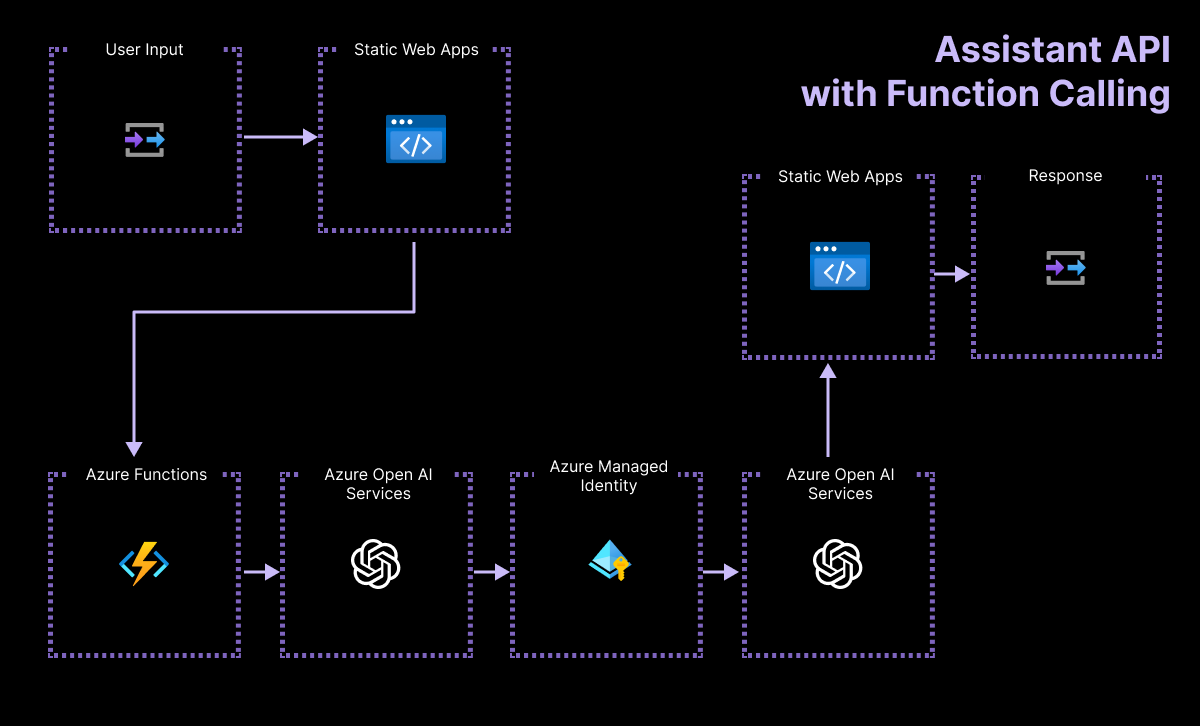 Assistant API
with Function Calling
User Input
Static Web Apps
Static Web Apps
Response
Azure Functions
Azure Open AI
Services
Azure Managed
Identity
Azure Open AI
Services